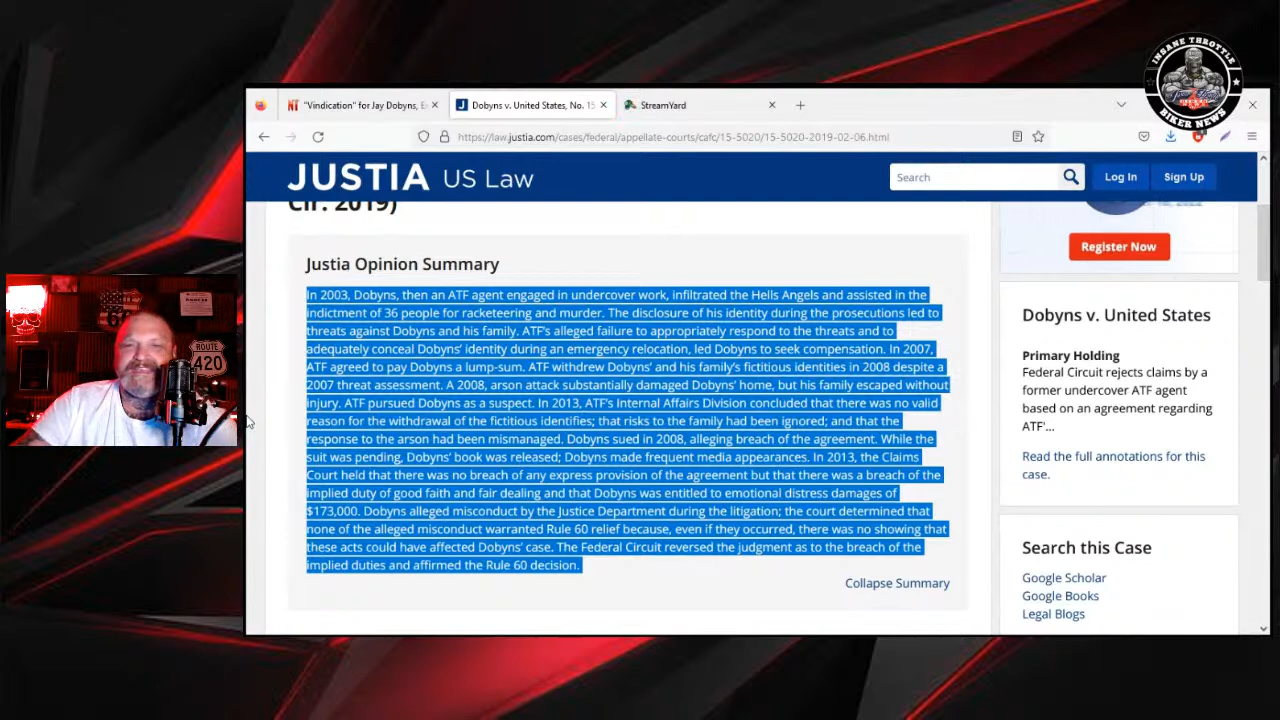 INSANE THROTTLE
BIKER NEWS
"Vindication" for Jay Dobyns, E
Dobyns v. United States, No. 15
StreamYard
https://law.justia.com/cases/federal/appellate-courts/cafc/15-5020/15-5020-2019-02-06.html
JUSTIA US Law
Search
Log In
Sign Up
Cir. 2019)
Register Now
Justia Opinion Summary
In 2003, Dobyns, then an ATF agent engaged in undercover work, infiltrated the Hells Angels and assisted in the
indictment of 36 people for racketeering and murder. The disclosure of his identity during the prosecutions led to
threats against Dobyns and his family. ATF's alleged failure to appropriately respond to the threats and to
adequately conceal Dobyns' identity during an emergency relocation, led Dobyns to seek compensation. In 2007,
ATF agreed to pay Dobyns a lump-sum. ATF withdrew Dobyns' and his family's fictitious identities in 2008 despite a
2007 threat assessment. A 2008, arson attack substantially damaged Dobyns' home, but his family escaped without
injury. ATF pursued Dobyns as a suspect. In 2013, ATF's Internal Affairs Division concluded that there was no valid
reason for the withdrawal of the fictitious identifies; that risks to the family had been ignored; and that the
response to the arson had been mismanaged. Dobyns sued in 2008, alleging breach of the agreement. While the
suit was pending, Dobyns' book was released; Dobyns made frequent media appearances. In 2013, the Claims
Court held that there was no breach of any express provision of the agreement but that there was a breach of the
implied duty of good faith and fair dealing and that Dobyns was entitled to emotional distress damages of
$173,000. Dobyns alleged misconduct by the Justice Department during the litigation; the court determined that
none of the alleged misconduct warranted Rule 60 relief because, even if they occurred, there was no showing that
these acts could have affected Dobyns' case. The Federal Circuit reversed the judgment as to the breach of the
implied duties and affirmed the Rule 60 decision.
Collapse Summary
Dobyns v. United States
Primary Holding
Federal Circuit rejects claims by a
former undercover ATF agent
based on an agreement regarding
ATF'...
Read the full annotations for this
case.
Search this Case
Google Scholar
Google Books
Legal Blogs
ROUTE
420